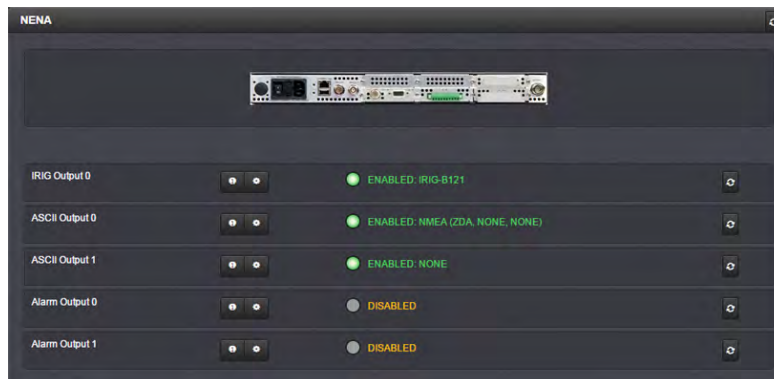 NENA
IRIG Output 0
ENABLED: IRIG-B121
ASCII Output 0
ENABLED: NMEA (ZDA, NONE, NONE)
ASCII Output 1
ENABLED: NONE
Alarm Output 0
DISABLED
Alarm Output 1
DISABLED